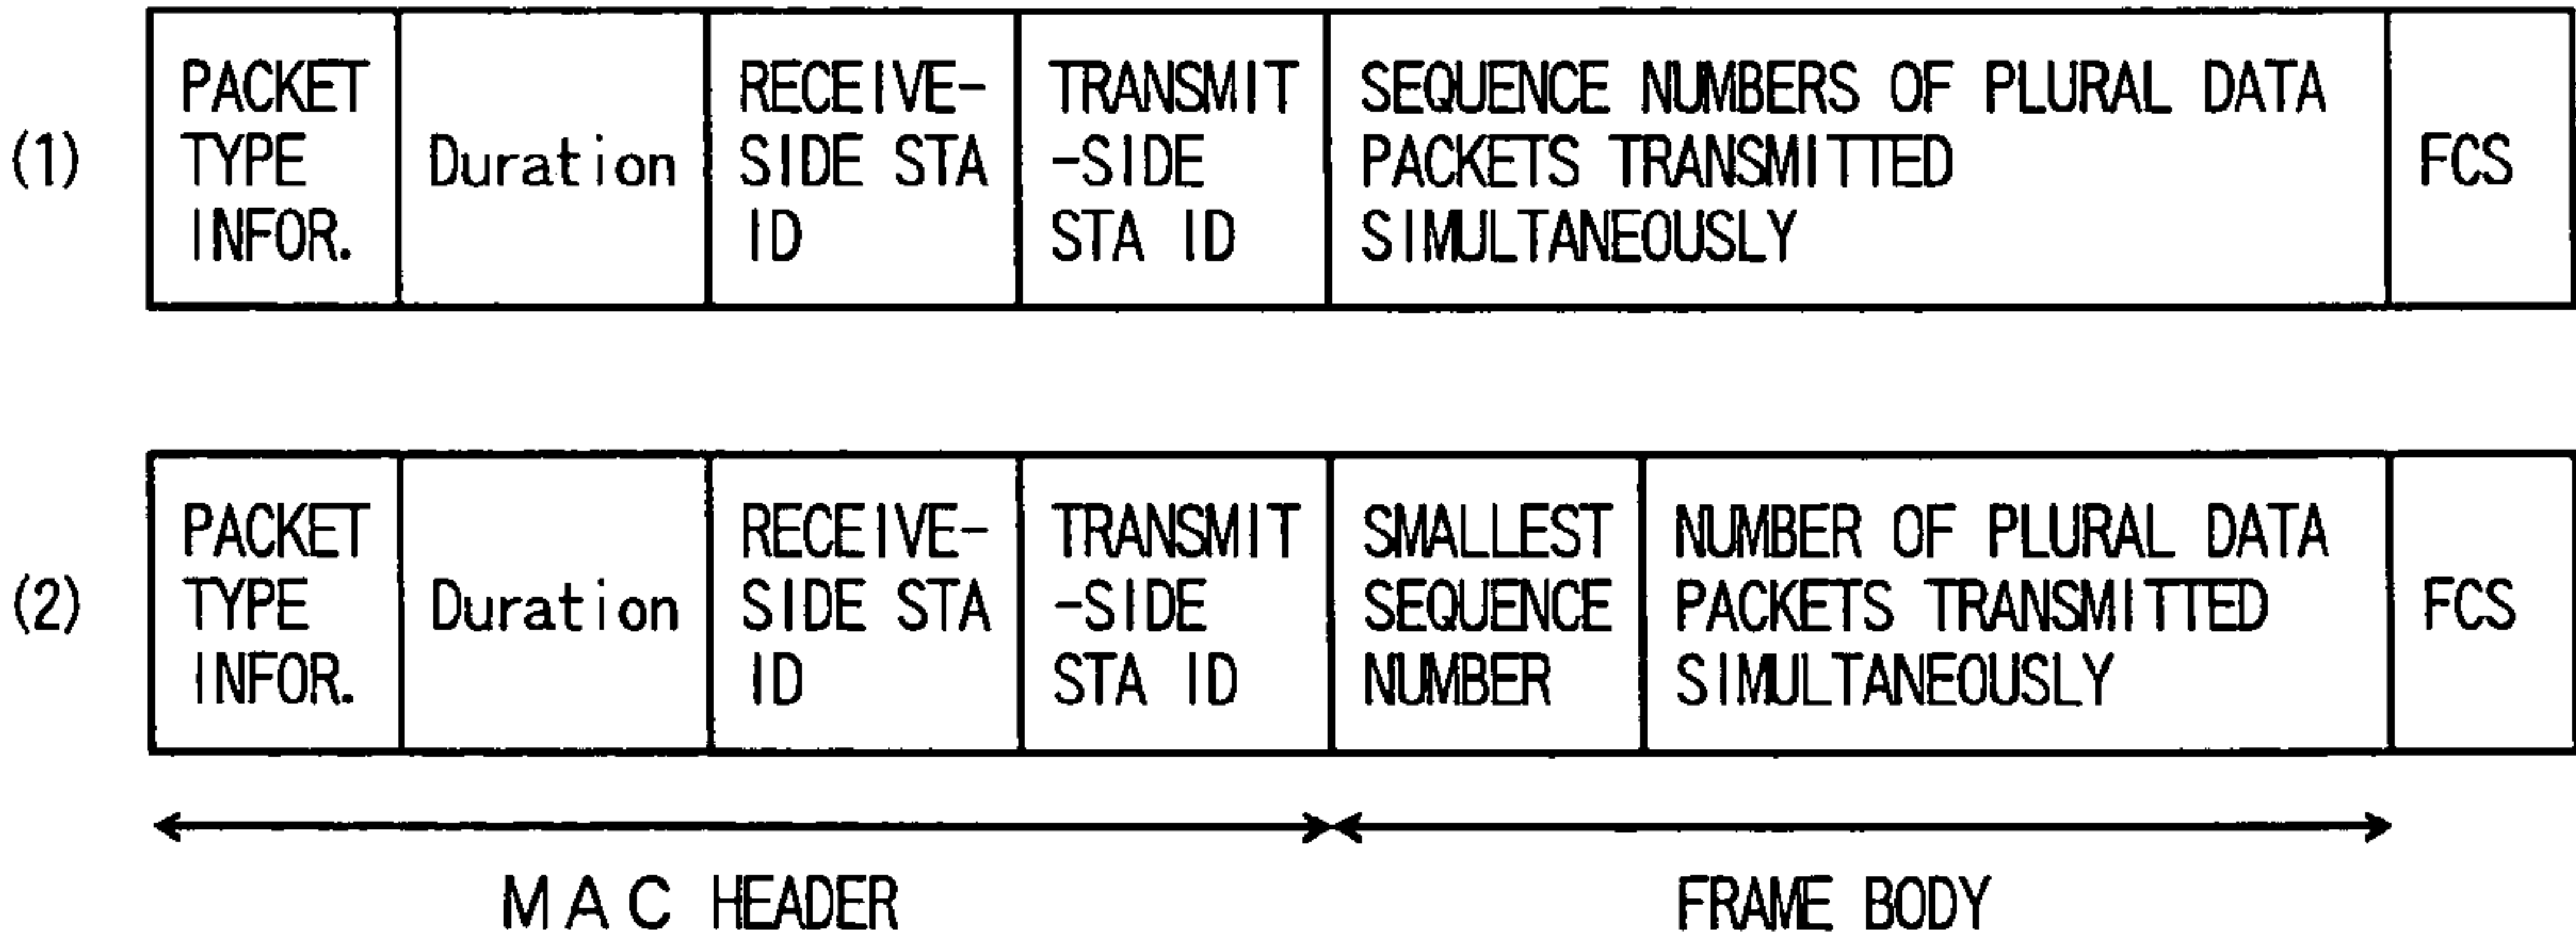 (1)
PACKET
TYPE
INFOR.
Duration
RECEIVE-
SIDE STA
ID
TRANSMIT
-SIDE
STA ID
SEQUENCE NUMBERS OF PLURAL DATA
PACKETS TRANSMITTED
SIMULTANEOUSLY
FCS
(2)
PACKET
TYPE
INFOR.
Duration
RECEIVE-
SIDE STA
ID
TRANSMIT
-SIDE
STA ID
SMALLEST
SEQUENCE
NUMBER
NUMBER OF PLURAL DATA
PACKETS TRANSMITTED
SIMULTANEOUSLY
FCS
MAC HEADER
FRAME BODY